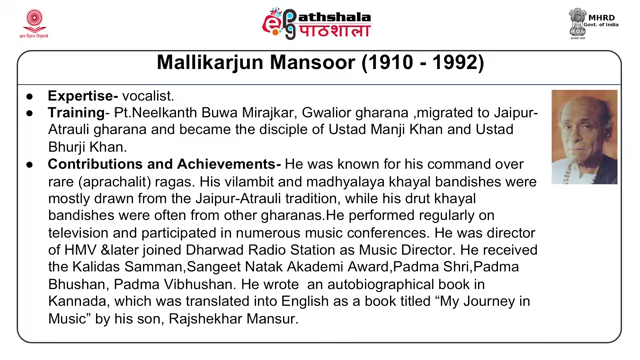 Pathshala
पाठशाला
MHRD
Govt. of India
Mallikarjun Mansoor (1910 - 1992)
● Expertise- vocalist.
● Training- Pt.Neelkanth Buwa Mirajkar, Gwalior gharana ,migrated to Jaipur-
Atrauli gharana and became the disciple of Ustad Manji Khan and Ustad
Bhurji Khan.
● Contributions and Achievements- He was known for his command over
rare (aprachalit) ragas. His vilambit and madhyalaya khayal bandishes were
mostly drawn from the Jaipur-Atrauli tradition, while his drut khayal
bandishes were often from other gharanas.He performed regularly on
television and participated in numerous music conferences. He was director
of HMV &later joined Dharwad Radio Station as Music Director. He received
the Kalidas Samman,Sangeet Natak Akademi Award,Padma Shri,Padma
Bhushan, Padma Vibhushan. He wrote an autobiographical book in
Kannada, which was translated into English as a book titled “My Journey in
Music” by his son, Rajshekhar Mansur.